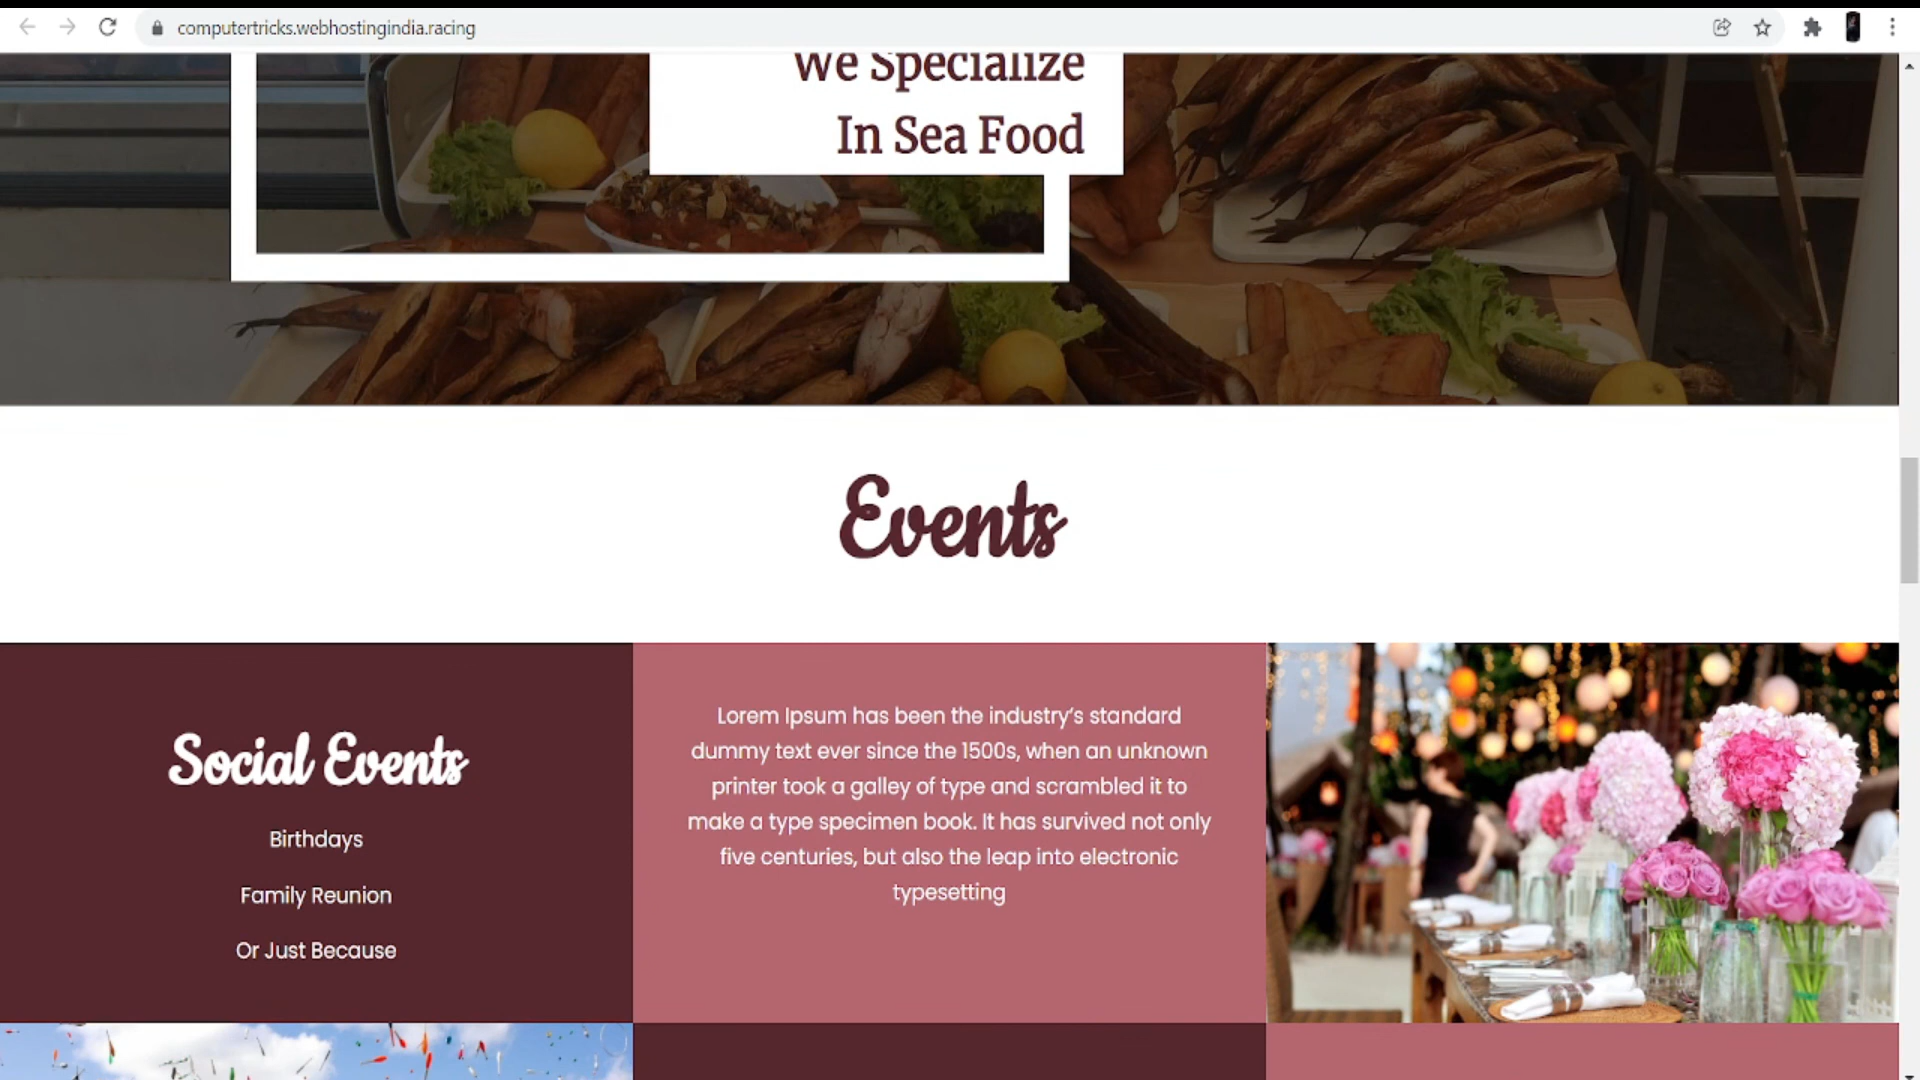 computertricks.webhostingindia.racing
We Specialize
In Sea Food
Events
Social Events
Birthdays
Family Reunion
Or Just Because
Lorem Ipsum has been the industry's standard
dummy text ever since the 1500s, when an unknown
printer took a galley of type and scrambled it to
make a type specimen book. It has survived not only
five centuries, but also the leap into electronic
typesetting